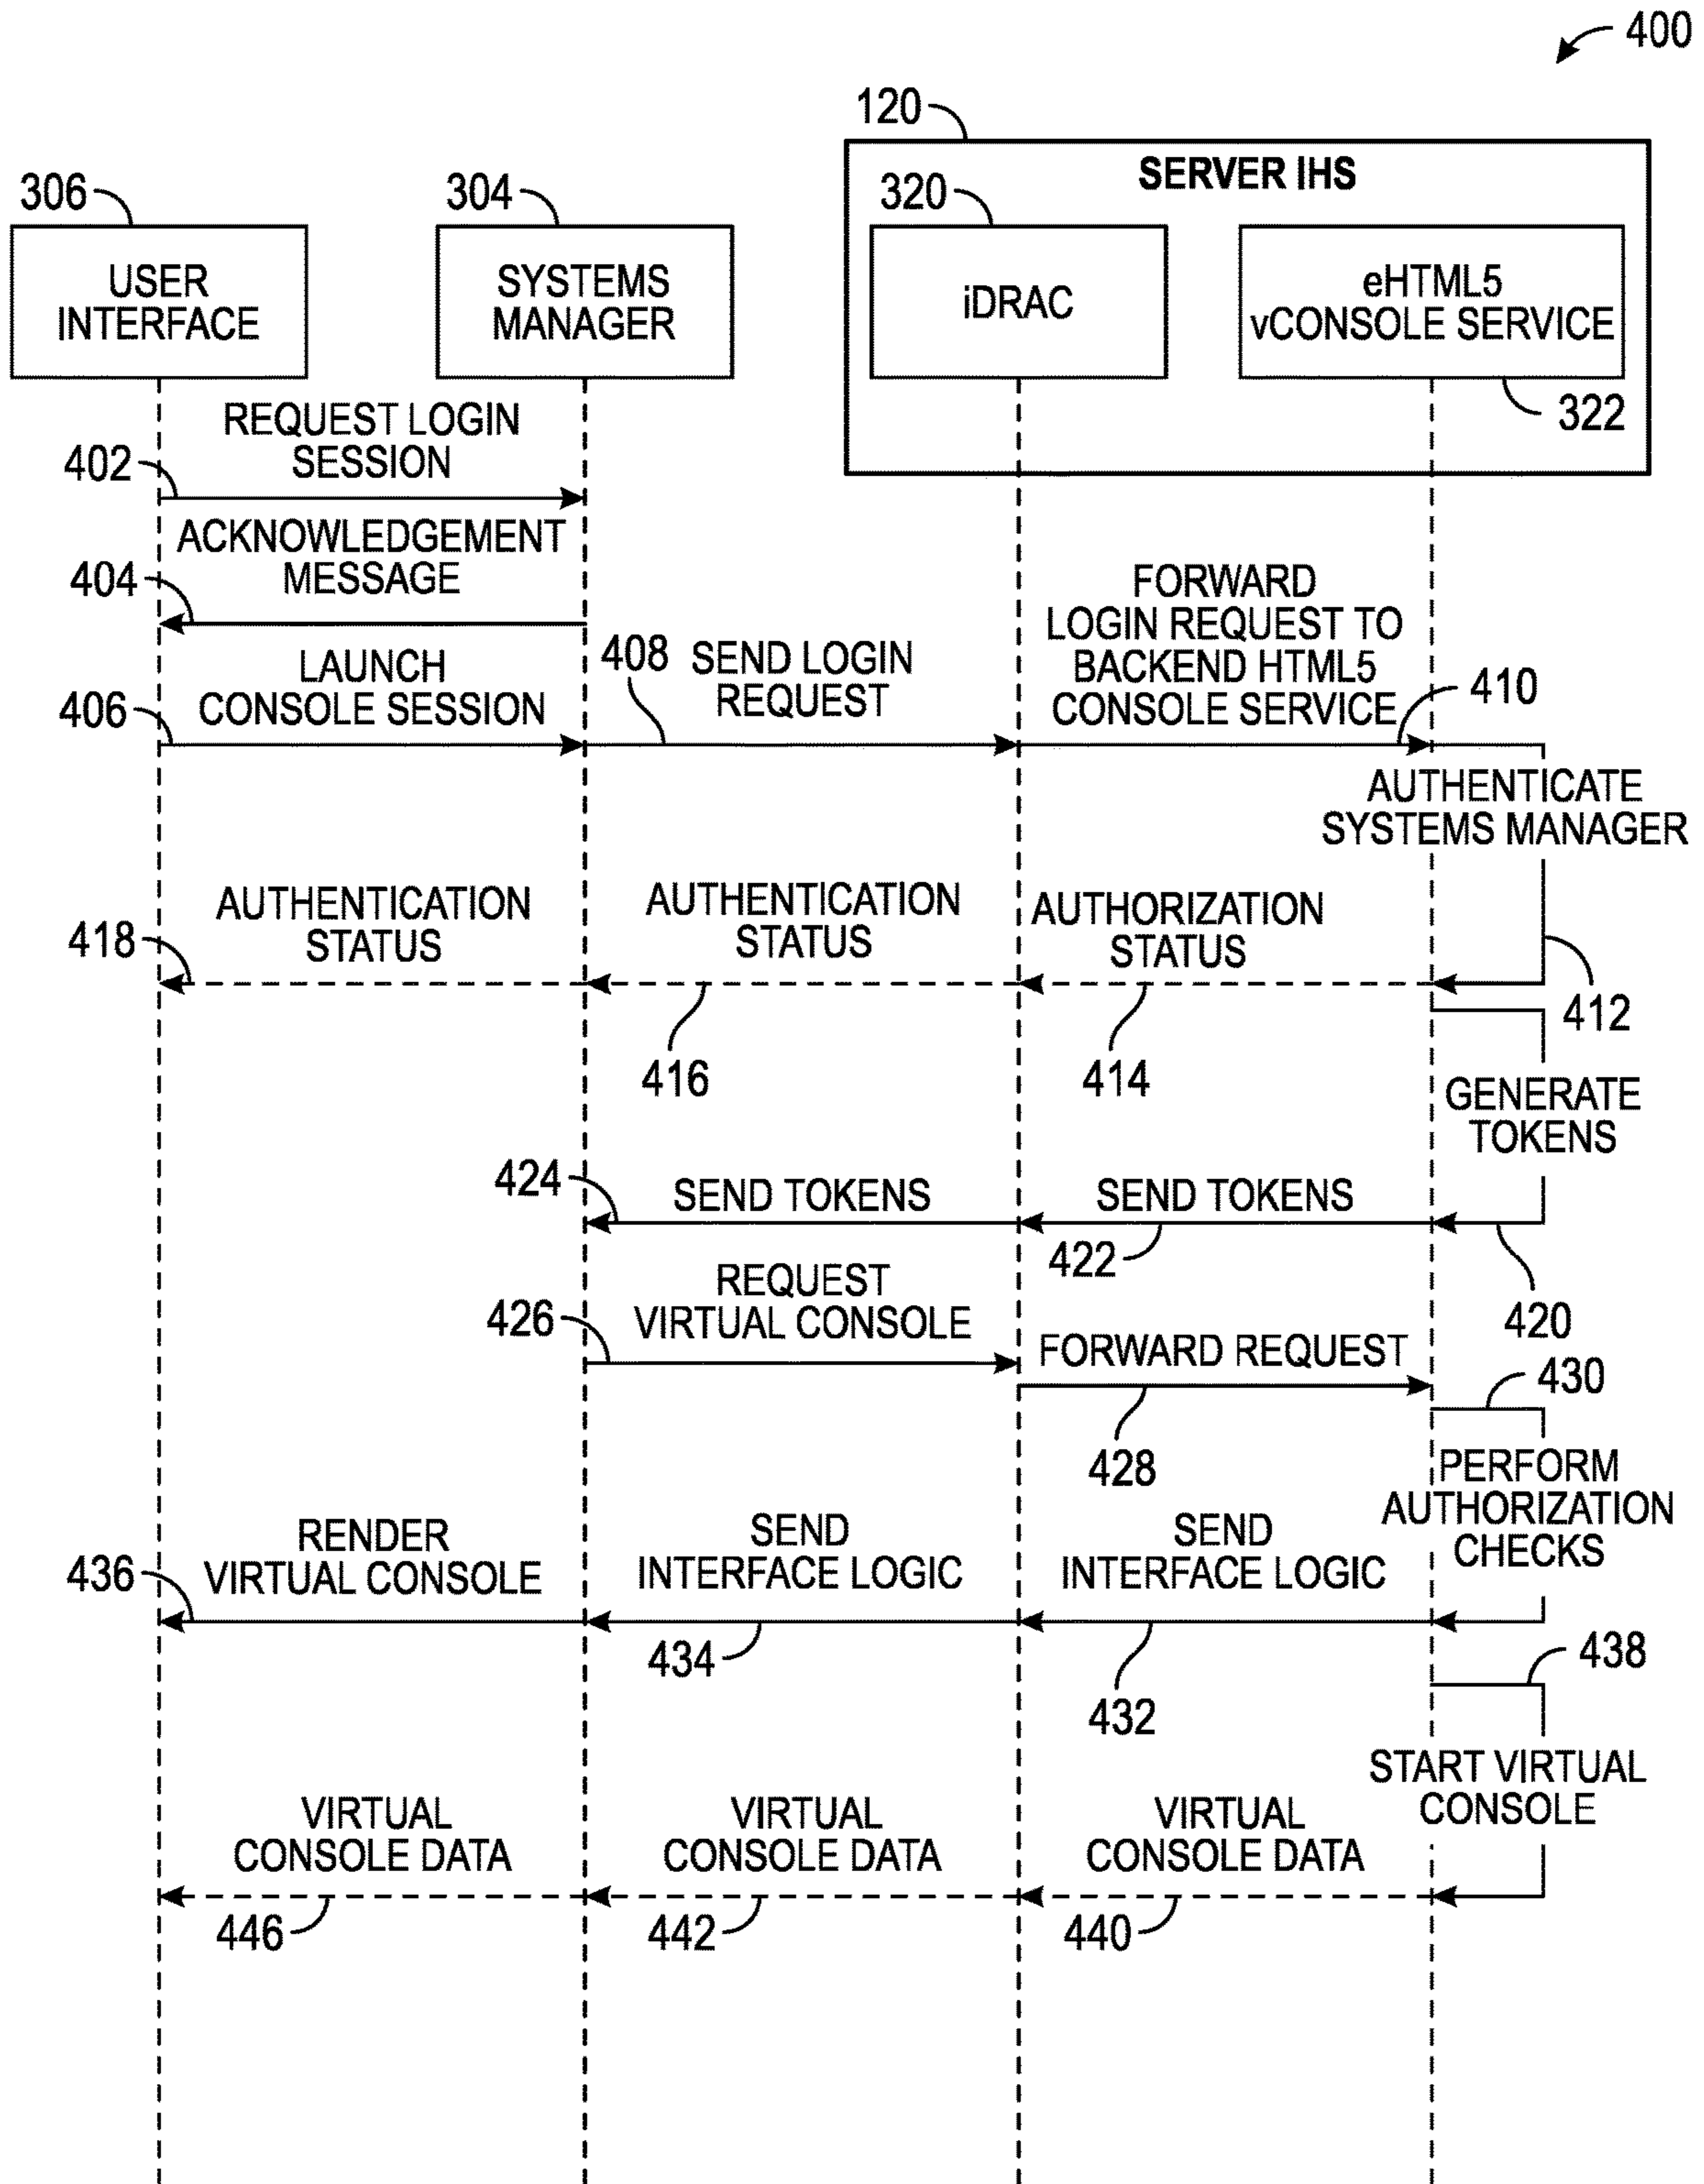 400
120
SERVER IHS
306
304
320
USER
INTERFACE
SYSTEMS
MANAGER
iDRAC
eHTML5
vCONSOLE SERVICE
322
REQUEST LOGIN
SESSION
402
ACKNOWLEDGEMENT
MESSAGE
404
LAUNCH
CONSOLE SESSION
406
408
SEND LOGIN
REQUEST
FORWARD
LOGIN REQUEST TO
BACKEND HTML5
CONSOLE SERVICE
410
AUTHENTICATE
SYSTEMS MANAGER
412
AUTHORIZATION
STATUS
414
AUTHENTICATION
STATUS
416
AUTHENTICATION
STATUS
418
GENERATE
TOKENS
420
SEND TOKENS
422
SEND TOKENS
424
REQUEST
VIRTUAL CONSOLE
426
FORWARD REQUEST
428
430
PERFORM
AUTHORIZATION
CHECKS
SEND
INTERFACE LOGIC
432
SEND
INTERFACE LOGIC
434
RENDER
VIRTUAL CONSOLE
436
438
START VIRTUAL
CONSOLE
VIRTUAL
CONSOLE DATA
440
VIRTUAL
CONSOLE DATA
442
VIRTUAL
CONSOLE DATA
446